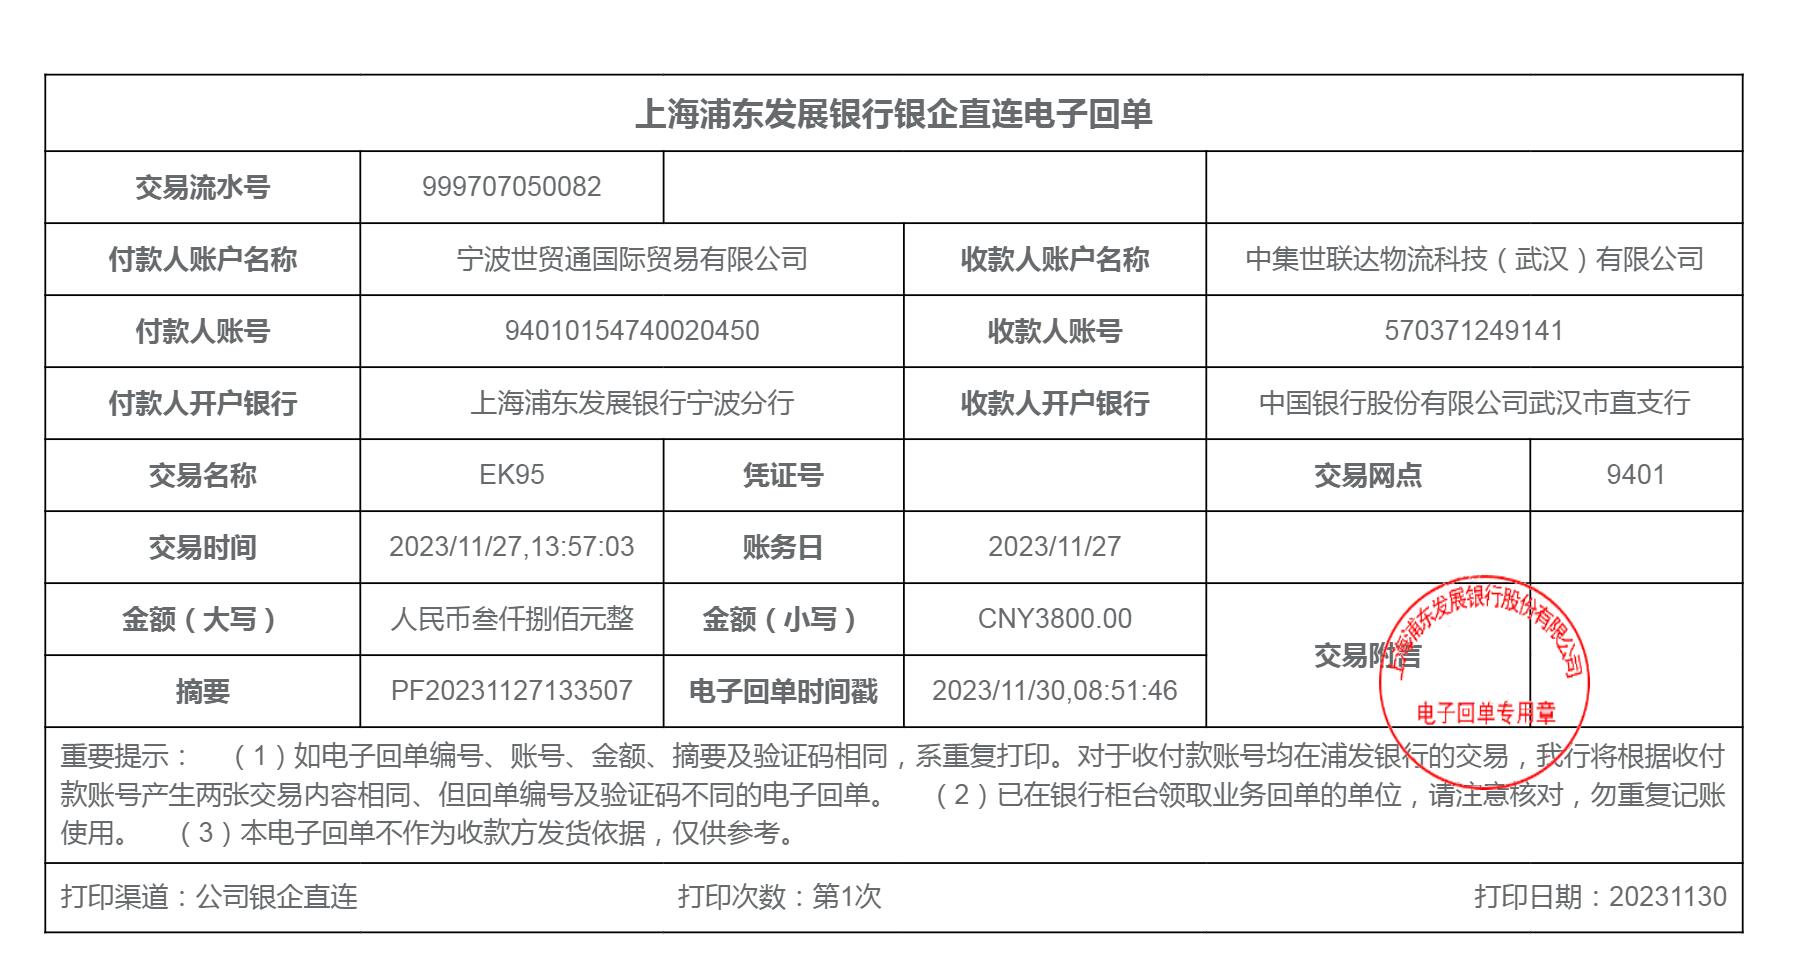 上海浦东发展银行银企直连电子回单
交易流水号 999707050082
付款人账户名称 宁波世贸通国际贸易有限公司 收款人账户名称 中集世联达物流科技（武汉）有限公司
付款人账号 94010154740020450 收款人账号 570371249141
付款人开户银行 上海浦东发展银行宁波分行 收款人开户银行 中国银行股份有限公司武汉市直支行
交易名称 EK95 凭证号 交易网点 9401
交易时间 2023/11/27,13:57:03 账务日 2023/11/27
金额（大写） 人民币叁仟捌佰元整 金额（小写） CNY3800.00
交易附言
摘要 PF20231127133507 电子回单时间戳 2023/11/30,08:51:46
上海浦东发展银行股份有限公司
电子回单专用章
重要提示： （1）如电子回单编号、账号、金额、摘要及验证码相同，系重复打印。对于收付款账号均在浦发银行的交易，我行将根据收付
款账号产生两张交易内容相同、但回单编号及验证码不同的电子回单。 （2）已在银行柜台领取业务回单的单位，请注意核对，勿重复记账
使用。 （3）本电子回单不作为收款方发货依据，仅供参考。
打印渠道：公司银企直连 打印次数：第1次 打印日期：20231130